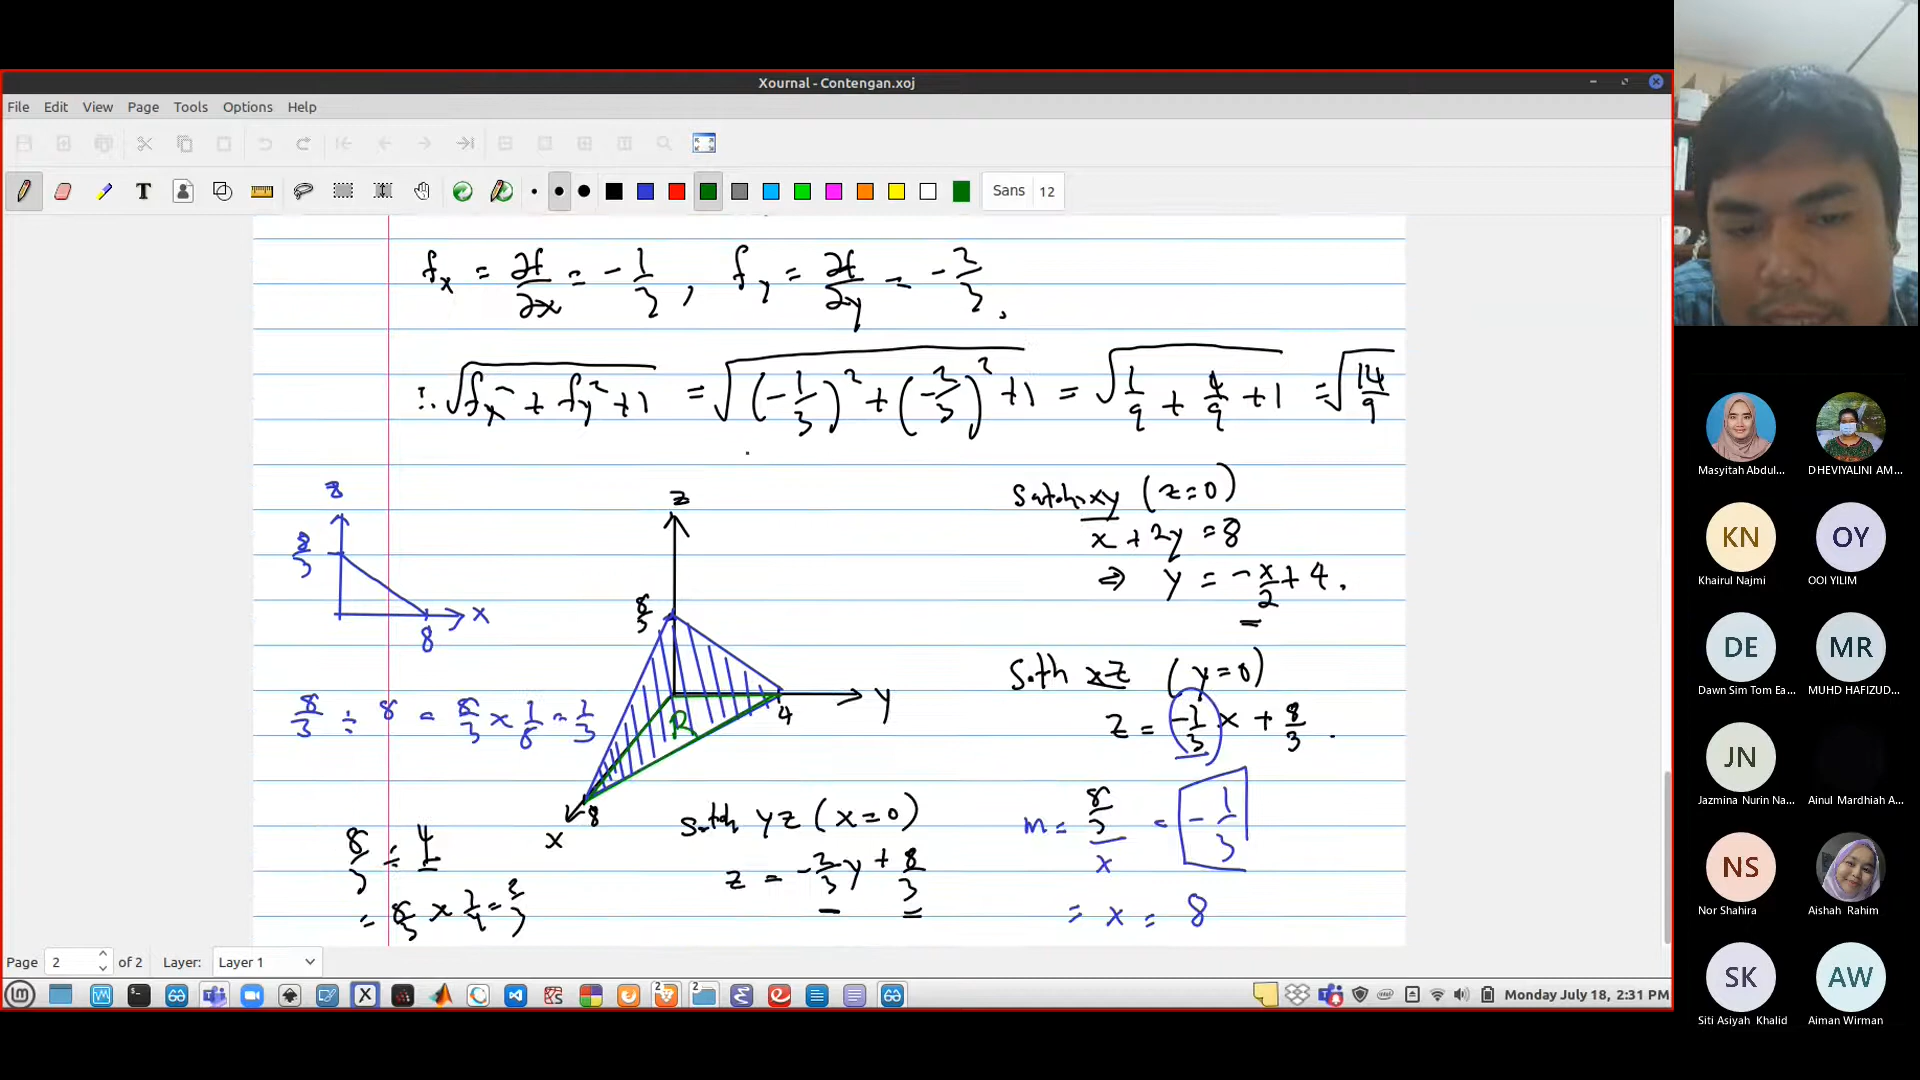 Xournal - Contengan.xoj
File Edit View Page Tools Options Help
T
Sans 12
fx = ∂f/∂x = -1/3 , fy = ∂f/∂y = -2/3 .
∴ √(fx² + fy² + 1) = √((-1/3)² + (-2/3)² + 1) = √(1/9 + 4/9 + 1) = √(14/9)
z
8/3
x
8
8/3 ÷ 8 = 8/3 x 1/8 = 1/3
z
8/3
R
4
y
8
x
xy (z=0)
x + 2y = 8
⇒ y = -x/2 + 4 .
xz (y=0)
z = -1/3 x + 8/3 .
yz (x=0)
z = -2/3 y + 8/3
8/3 ÷ 4
= 8/3 x 1/4 = 2/3
m = 8/3 / x = -1/3
= x = 8
Page 2 of 2 Layer: Layer 1
Monday July 18, 2:31 PM
Masyitah Abdul... DHEVIYALINI AM...
KN OY
Khairul Najmi OOI YILIM
DE MR
Dawn Sim Tom Ea... MUHD HAFIZUD...
JN
Jazmina Nurin Na... Ainul Mardhiah A...
NS
Nor Shahira Aishah Rahim
SK AW
Siti Asiyah Khalid Aiman Wirman